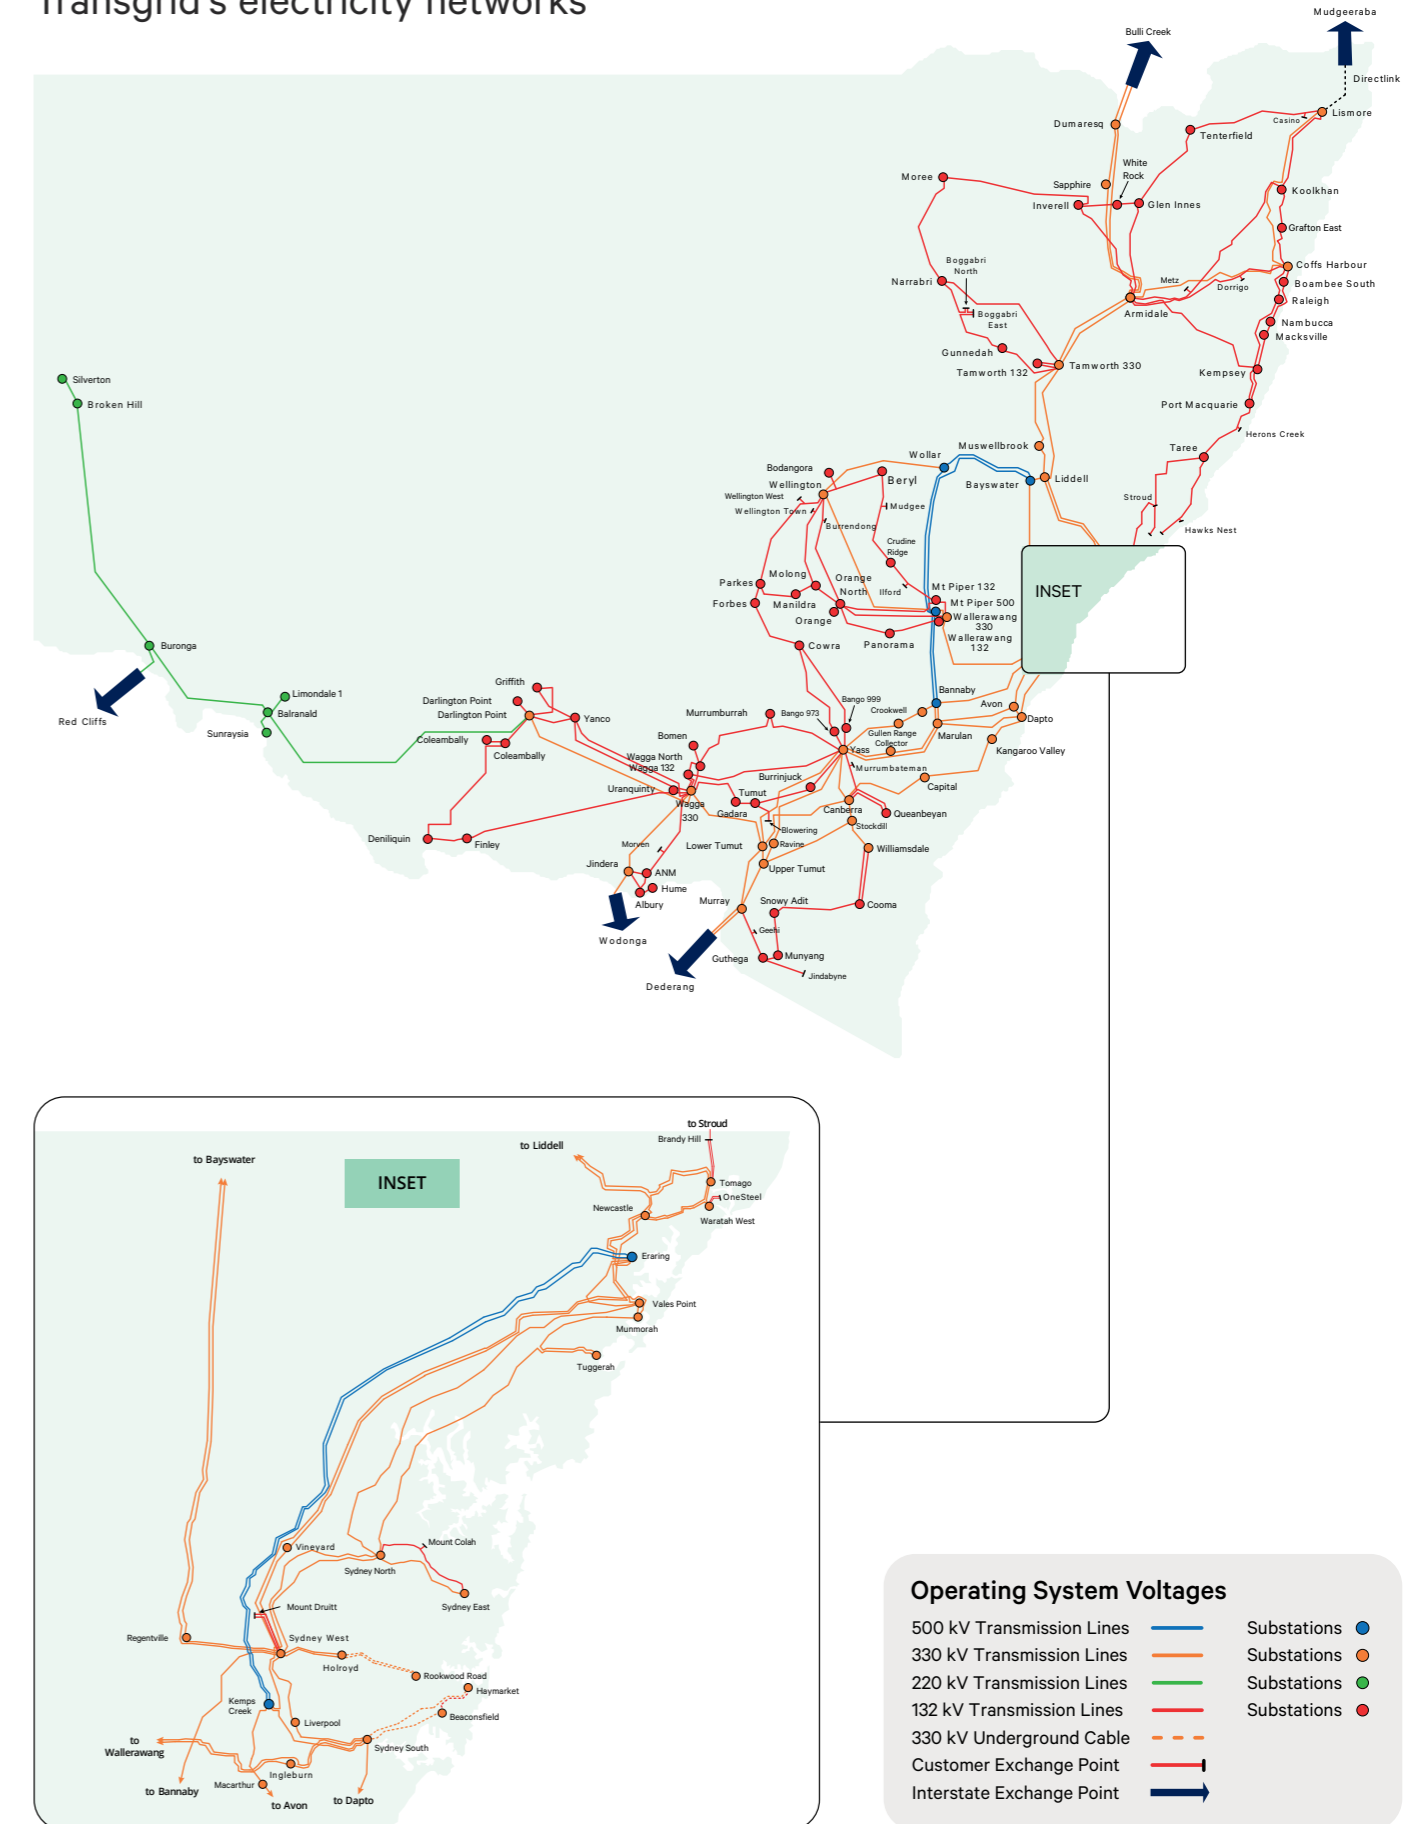 Transgrid's electricity networks
Mudgeeraba
Bulli Creek
Directlink
Dumaresq
Casino
Lismore
Tenterfield
White
Rock
Moree
Sapphire
Koolkhan
Inverell
Glen Innes
Grafton East
Boggabri
North
Coffs Harbour
Narrabri
Metz
Dorrigo
Boambee South
Raleigh
Boggabri
East
Armidale
Nambucca
Macksville
Gunnedah
Tamworth 132
Tamworth 330
Kempsey
Silverton
Broken Hill
Port Macquarie
Herons Creek
Muswellbrook
Taree
Wollar
Bodangora
Wellington
Beryl
Bayswater
Liddell
Wellington West
Stroud
Wellington Town
Mudgee
Burrendong
Hawks Nest
Crudine
Ridge
Molong
Orange
North
Parkes
Ilford
Mt Piper 132
INSET
Forbes
Manildra
Mt Piper 500
Orange
Wallerawang
330
Panorama
Wallerawang
132
Cowra
Buronga
Griffith
Limondale 1
Darlington Point
Bannaby
Red Cliffs
Balranald
Darlington Point
Yanco
Murrumburrah
Bango 973
Bango 999
Crookwell
Avon
Dapto
Sunraysia
Coleambally
Coleambally
Bomen
Gullen Range
Collector
Marulan
Kangaroo Valley
Wagga North
Wagga 132
Yass
Murrumbateman
Uranquinty
Burrinjuck
Capital
Wagga
330
Tumut
Gadara
Canberra
Queanbeyan
Deniliquin
Finley
Blowering
Stockdill
Morven
Lower Tumut
Ravine
Williamsdale
Jindera
ANM
Upper Tumut
Hume
Albury
Murray
Snowy Adit
Cooma
Wodonga
Geehi
Guthega
Munyang
Jindabyne
Dederang
to Stroud
Brandy Hill
to Liddell
to Bayswater
INSET
Tomago
OneSteel
Newcastle
Waratah West
Eraring
Vales Point
Munmorah
Tuggerah
Mount Colah
Vineyard
Sydney North
Sydney East
Mount Druitt
Regentville
Sydney West
Holroyd
Rookwood Road
Haymarket
Kemps
Creek
Beaconsfield
Liverpool
to
Wallerawang
Sydney South
Ingleburn
Macarthur
to Bannaby
to Avon
to Dapto
Operating System Voltages
500 kV Transmission Lines Substations
330 kV Transmission Lines Substations
220 kV Transmission Lines Substations
132 kV Transmission Lines Substations
330 kV Underground Cable
Customer Exchange Point
Interstate Exchange Point